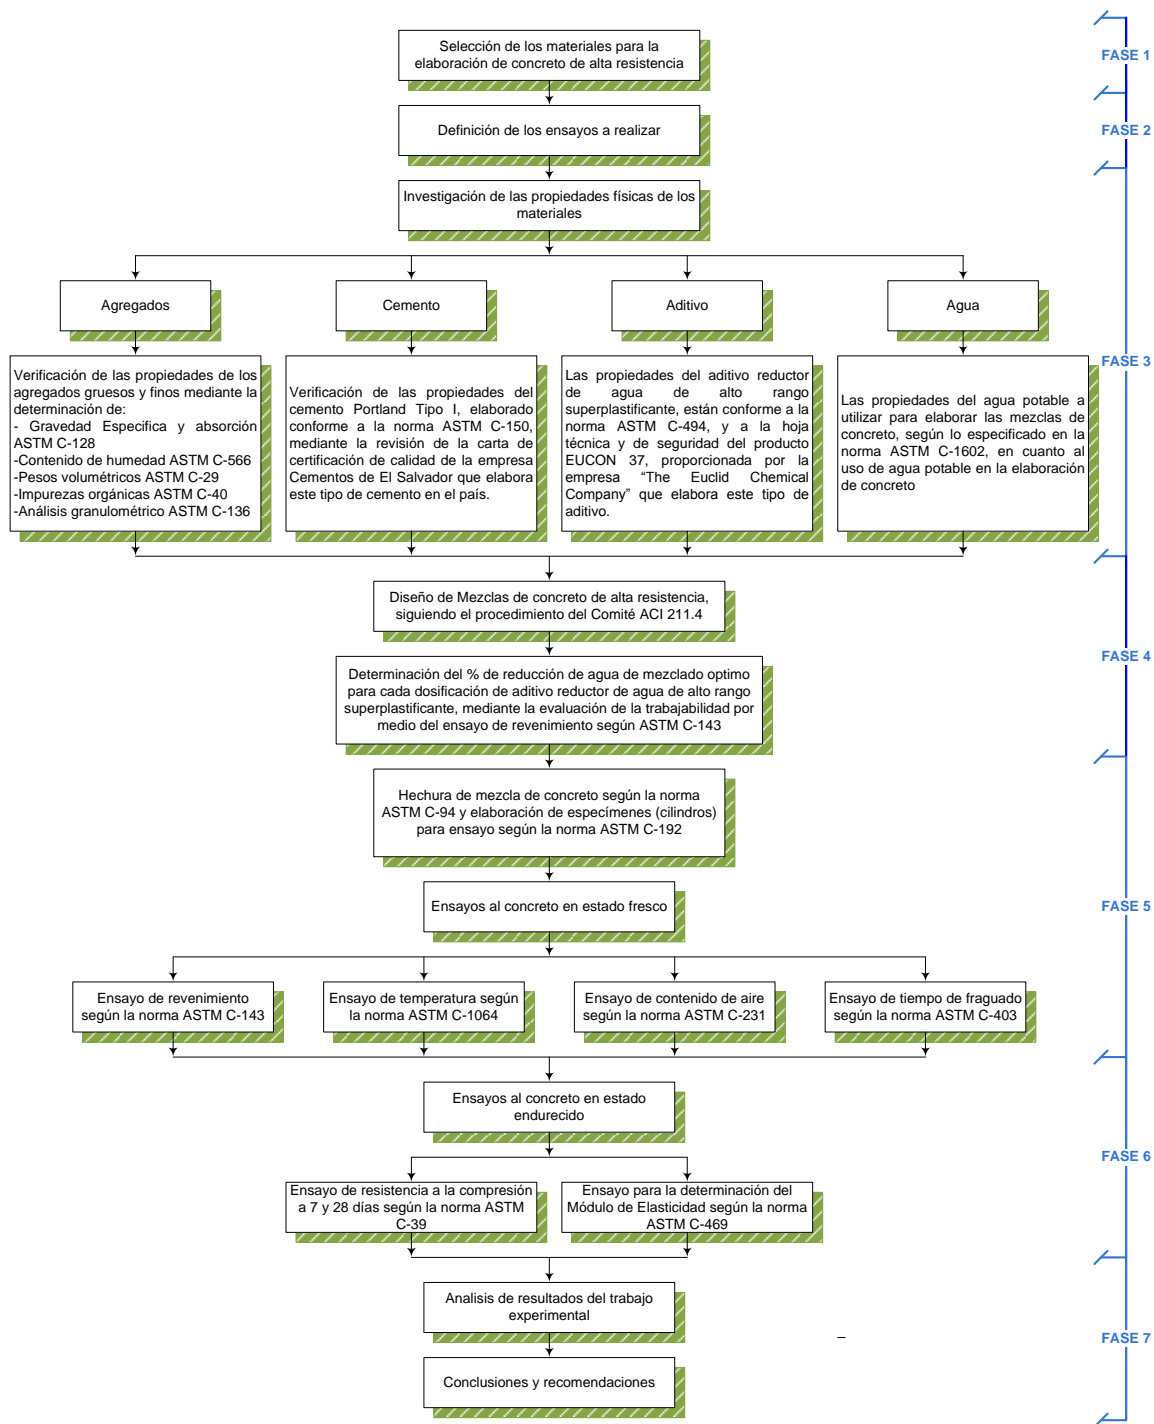 Selección de los materiales para la
elaboración de concreto de alta resistencia
FASE 1
Definición de los ensayos a realizar
FASE 2
Investigación de las propiedades físicas de los
materiales
Agregados
Cemento
Aditivo
Agua
FASE 3
Verificación de las propiedades de los
agregados gruesos y finos mediante la
determinación de:
- Gravedad Especifica y absorción
ASTM C-128
-Contenido de humedad ASTM C-566
-Pesos volumétricos ASTM C-29
-Impurezas orgánicas ASTM C-40
-Análisis granulométrico ASTM C-136
Verificación de las propiedades del
cemento Portland Tipo I, elaborado
conforme a la norma ASTM C-150,
mediante la revisión de la carta de
certificación de calidad de la empresa
Cementos de El Salvador que elabora
este tipo de cemento en el país.
Las propiedades del aditivo reductor
de agua de alto rango
superplastificante, están conforme a la
norma ASTM C-494, y a la hoja
técnica y de seguridad del producto
EUCON 37, proporcionada por la
empresa “The Euclid Chemical
Company” que elabora este tipo de
aditivo.
Las propiedades del agua potable a
utilizar para elaborar las mezclas de
concreto, según lo especificado en la
norma ASTM C-1602, en cuanto al
uso de agua potable en la elaboración
de concreto
Diseño de Mezclas de concreto de alta resistencia,
siguiendo el procedimiento del Comité ACI 211.4
FASE 4
Determinación del % de reducción de agua de mezclado optimo
para cada dosificación de aditivo reductor de agua de alto rango
superplastificante, mediante la evaluación de la trabajabilidad por
medio del ensayo de revenimiento según ASTM C-143
Hechura de mezcla de concreto según la norma
ASTM C-94 y elaboración de especímenes (cilindros)
para ensayo según la norma ASTM C-192
Ensayos al concreto en estado fresco
FASE 5
Ensayo de revenimiento
según la norma ASTM C-143
Ensayo de temperatura según
la norma ASTM C-1064
Ensayo de contenido de aire
según la norma ASTM C-231
Ensayo de tiempo de fraguado
según la norma ASTM C-403
Ensayos al concreto en estado
endurecido
FASE 6
Ensayo de resistencia a la compresión
a 7 y 28 días según la norma ASTM
C-39
Ensayo para la determinación del
Módulo de Elasticidad según la norma
ASTM C-469
Analisis de resultados del trabajo
experimental
–
FASE 7
Conclusiones y recomendaciones